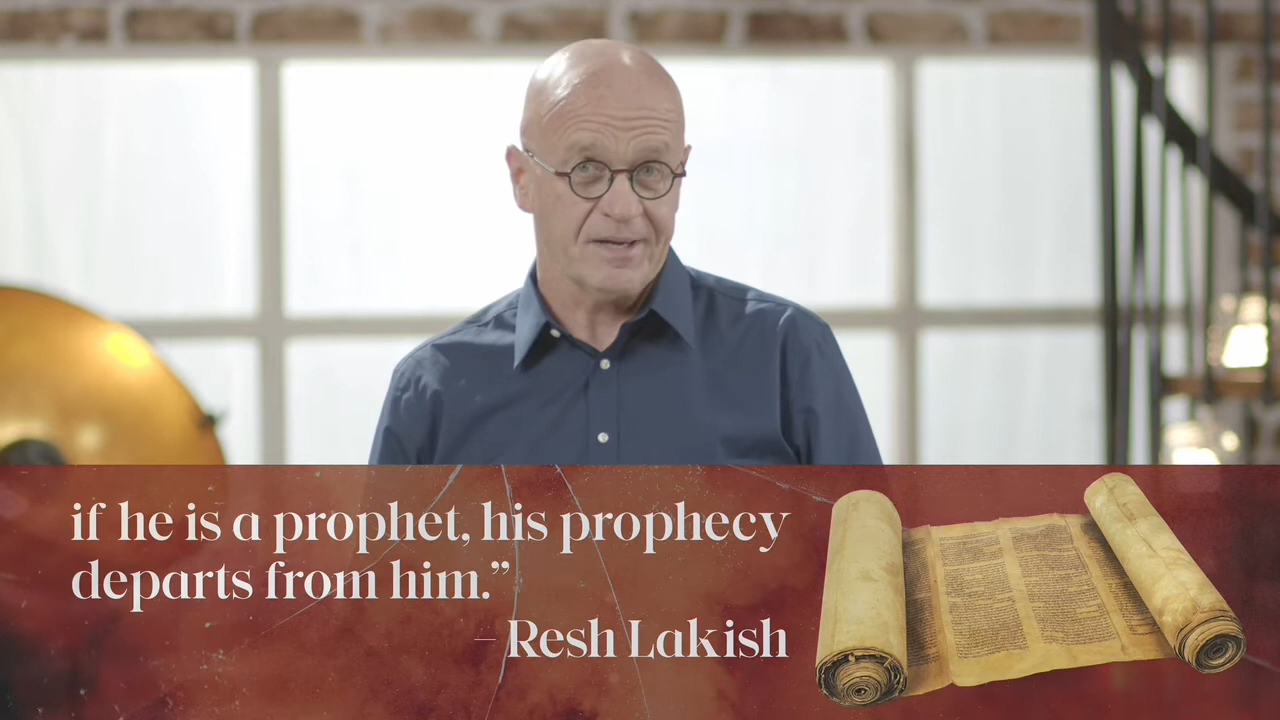 if he is a prophet, his prophecy
departs from him.”
– Resh Lakish